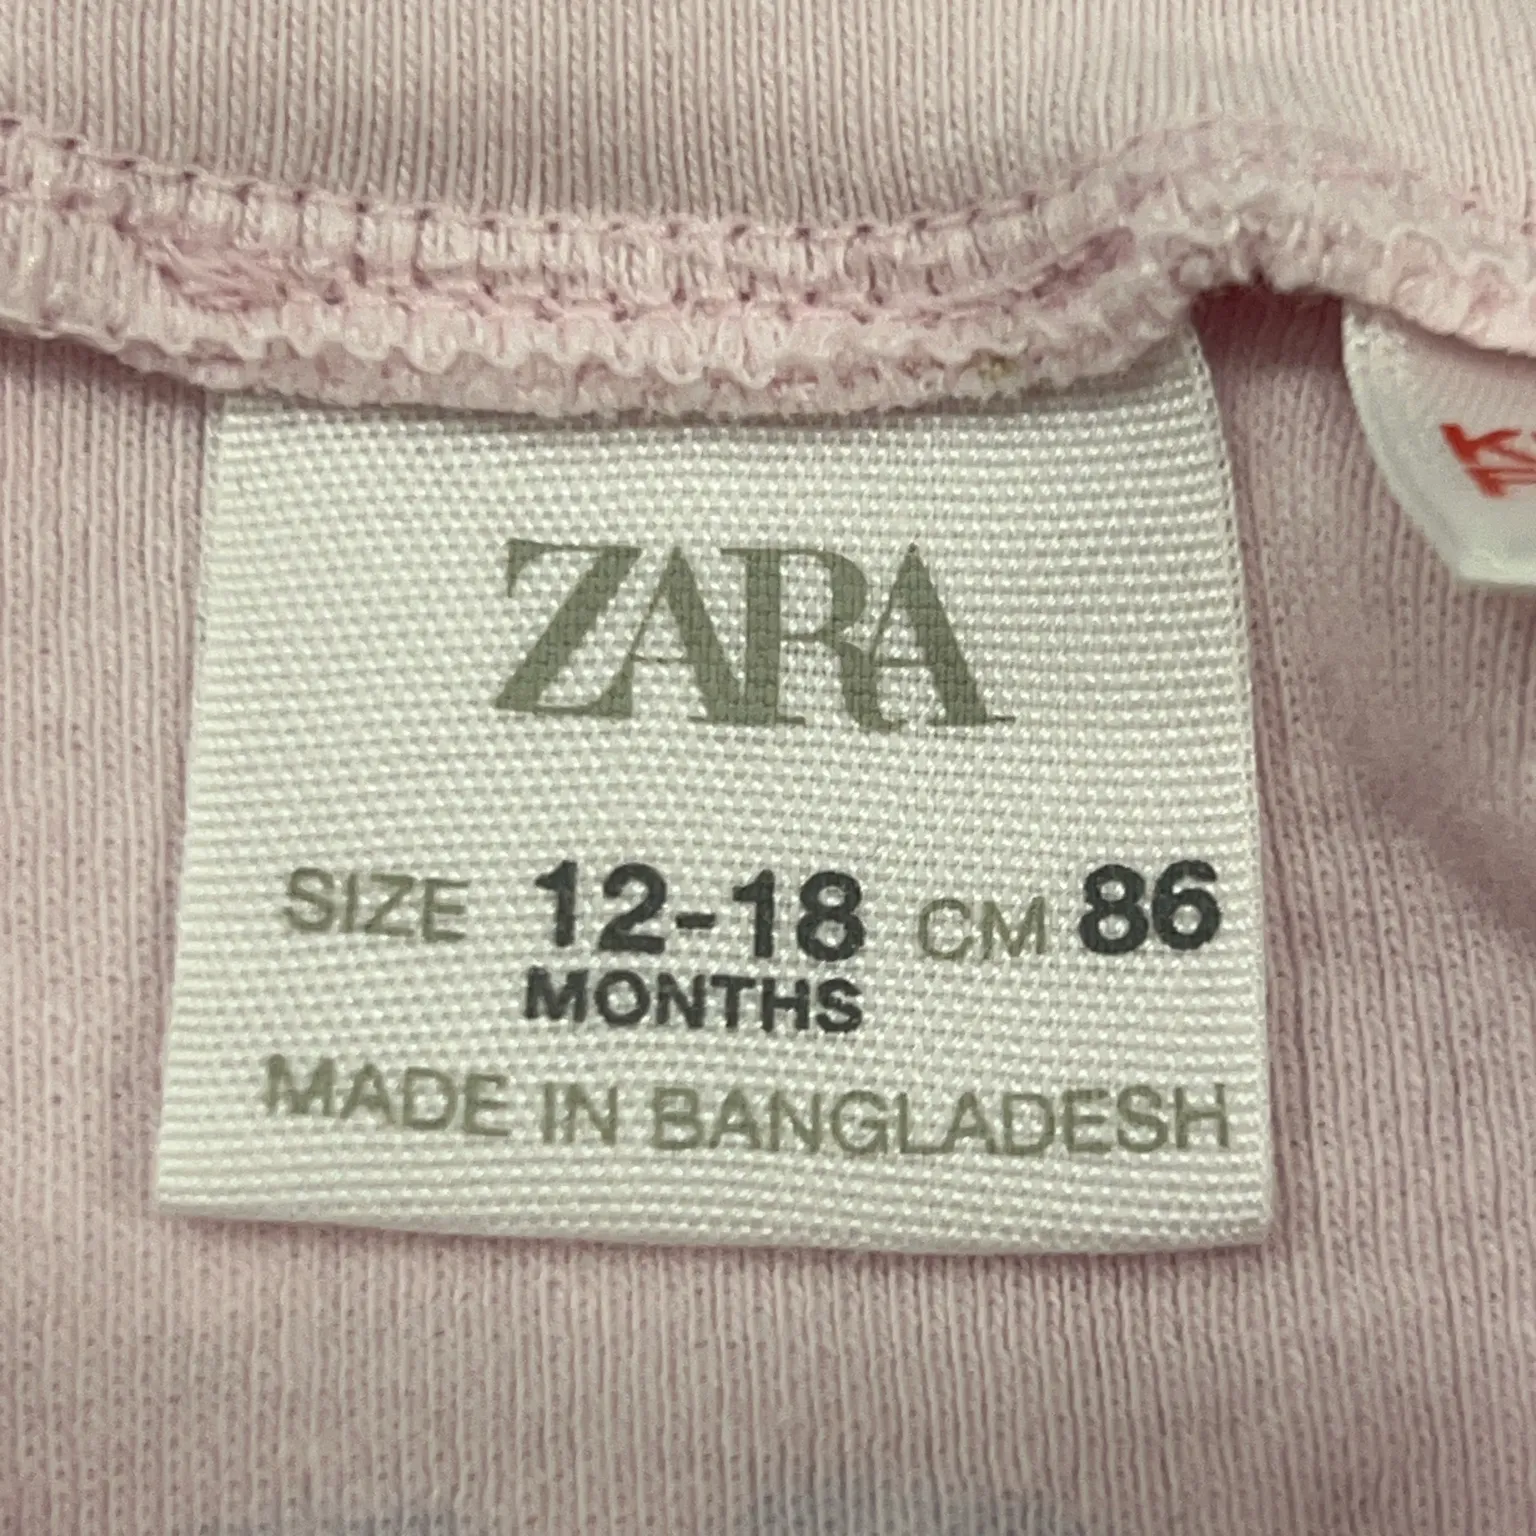 ZARA
SIZE 12-18 CM 86
MONTHS
MADE IN BANGLADESH